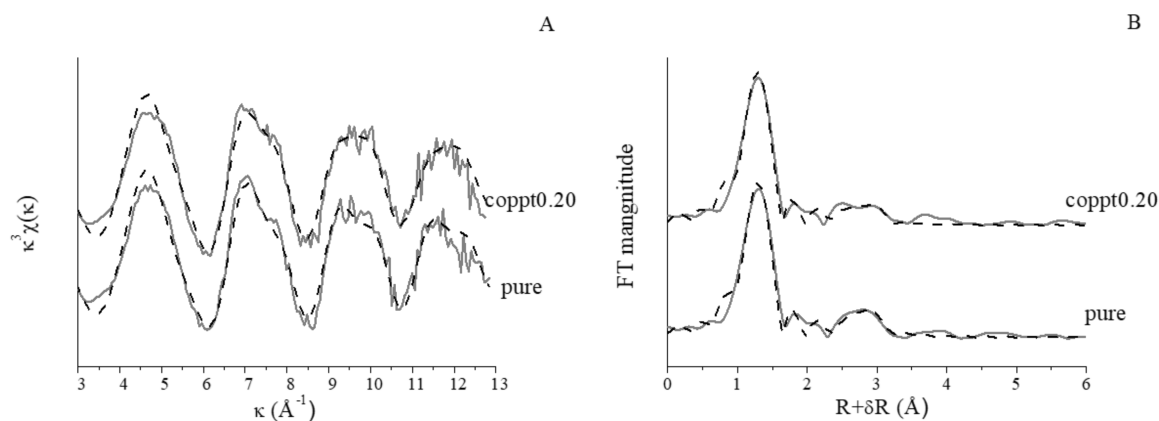 A
κ³χ(κ)
coppt0.20
pure
3 4 5 6 7 8 9 10 11 12 13
κ (Å⁻¹)
B
FT mangnitude
coppt0.20
pure
0 1 2 3 4 5 6
R+δR (Å)